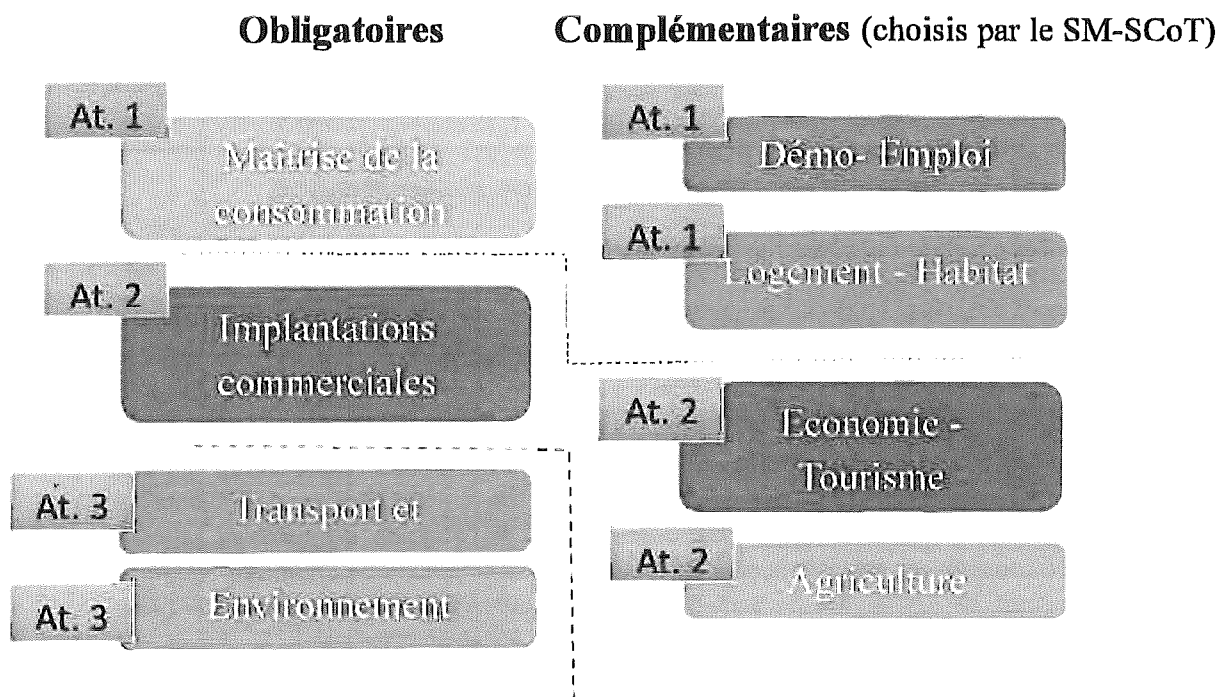 Obligatoires
At. 1
Maîtrise de la
consommation
At. 2
Implantations
commerciales
At. 3
Transport et
At. 3
Environnement
Complémentaires (choisis par le SM-SCoT)
At. 1
Démo- Emploi
At. 1
Logement - Habitat
At. 2
Economie -
Tourisme
At. 2
Agriculture